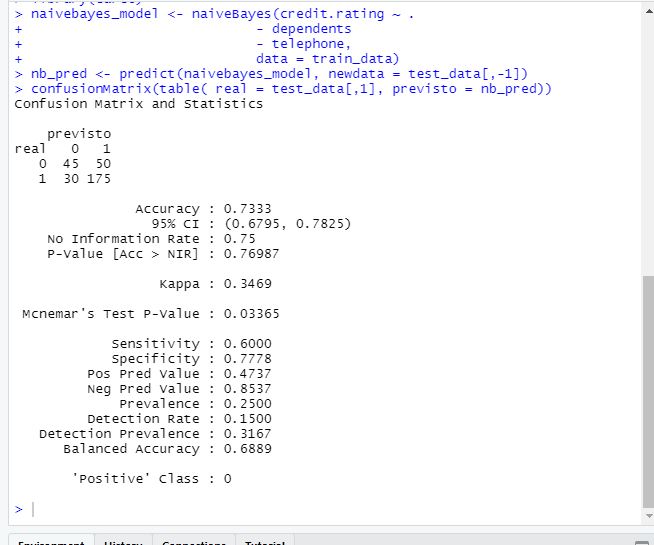 > naivebayes_model <- naiveBayes(credit.rating ~ .
+                              - dependents
+                              - telephone,
+                              data = train_data)
> nb_pred <- predict(naivebayes_model, newdata = test_data[,-1])
> confusionMatrix(table( real = test_data[,1], previsto = nb_pred))
Confusion Matrix and Statistics
    previsto
real   0   1
   0  45  50
   1  30 175
Accuracy : 0.7333
95% CI : (0.6795, 0.7825)
No Information Rate : 0.75
P-Value [Acc > NIR] : 0.76987
Kappa : 0.3469
Mcnemar's Test P-Value : 0.03365
Sensitivity : 0.6000
Specificity : 0.7778
Pos Pred Value : 0.4737
Neg Pred Value : 0.8537
Prevalence : 0.2500
Detection Rate : 0.1500
Detection Prevalence : 0.3167
Balanced Accuracy : 0.6889
'Positive' Class : 0
>
Environment History Connections Tutorial